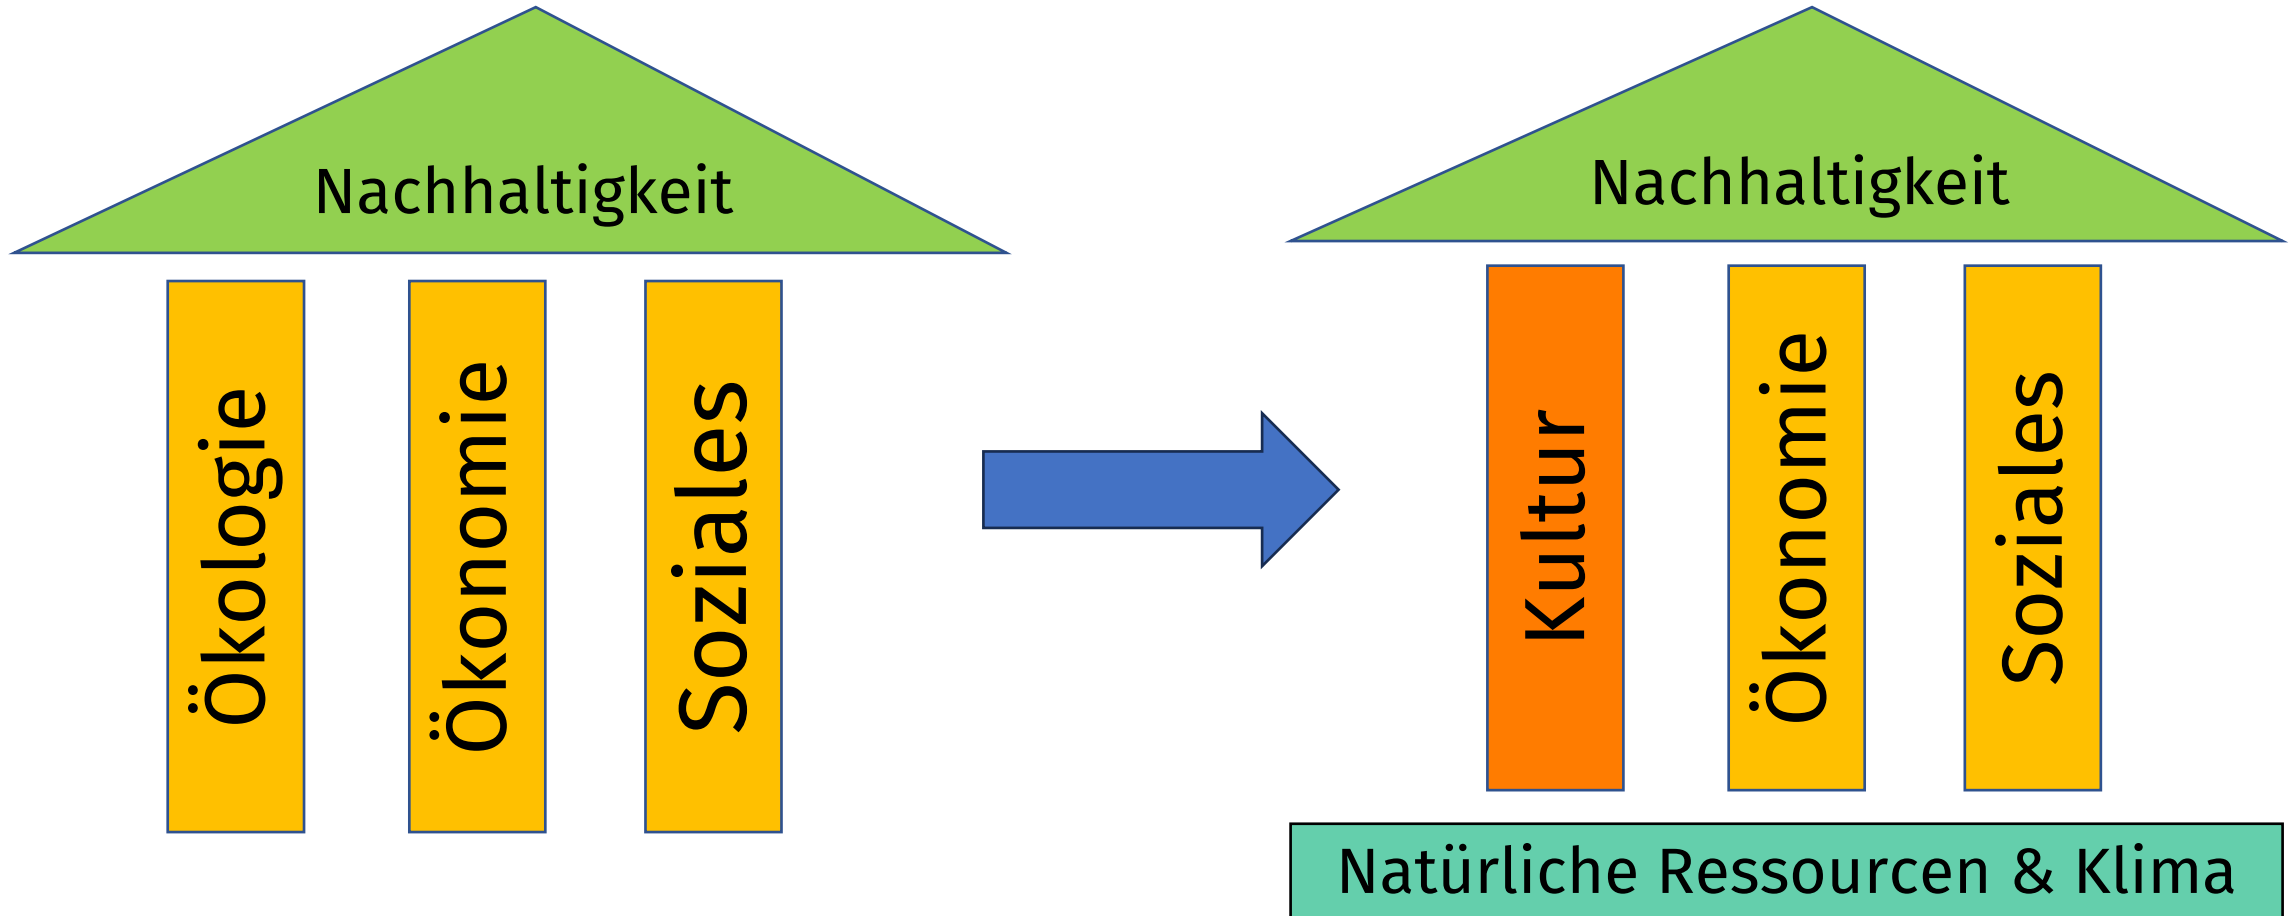 Nachhaltigkeit
Ökologie
Ökonomie
Soziales
Nachhaltigkeit
Kultur
Ökonomie
Soziales
Natürliche Ressourcen & Klima